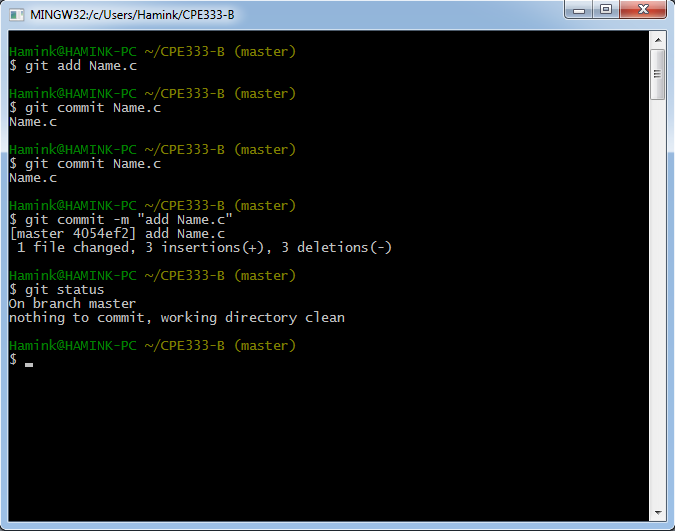 MINGW32:/c/Users/Hamink/CPE333-B
Hamink@HAMINK-PC ~/CPE333-B (master)
$ git add Name.c
Hamink@HAMINK-PC ~/CPE333-B (master)
$ git commit Name.c
Name.c
Hamink@HAMINK-PC ~/CPE333-B (master)
$ git commit Name.c
Name.c
Hamink@HAMINK-PC ~/CPE333-B (master)
$ git commit -m "add Name.c"
[master 4054ef2] add Name.c
 1 file changed, 3 insertions(+), 3 deletions(-)
Hamink@HAMINK-PC ~/CPE333-B (master)
$ git status
On branch master
nothing to commit, working directory clean
Hamink@HAMINK-PC ~/CPE333-B (master)
$